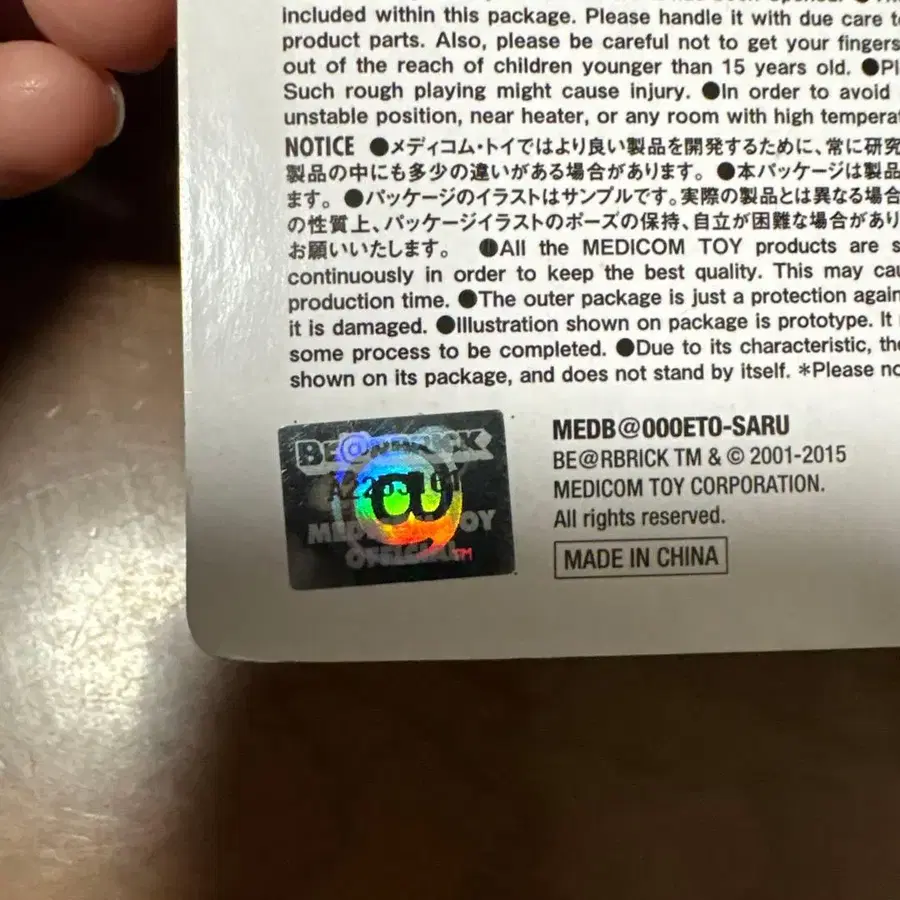 included within this package. Please handle it with due care
product parts. Also, please be careful not to get your fingers
out of the reach of children younger than 15 years old. ●
Such rough playing might cause injury. ●In order to avoid
unstable position, near heater, or any room with high
NOTICE ●メディコム・トイではより良い製品を開発するために、常に研究
製品の中にも多少の違いがある場合があります。 ●本パッケージは製品
ます。 ●パッケージのイラストはサンプルです。実際の製品とは異なる場合
の性質上、パッケージイラストのポーズの保持、自立が困難な場合があり
お願いいたします。 ●All the MEDICOM TOY products are
continuously in order to keep the best quality. This may
production time. ●The outer package is just a protection
it is damaged. ●Illustration shown on package is prototype. It
some process to be completed. ●Due to its characteristic,
shown on its package, and does not stand by itself. *Please
BE@RBRICK
@
MEDICOM TOY
OFFICIAL TM
MEDB@000ETO-SARU
BE@RBRICK TM & © 2001-2015
MEDICOM TOY CORPORATION.
All rights reserved.
MADE IN CHINA